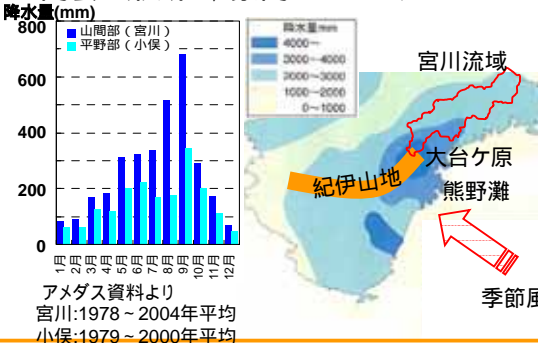 降水量(mm)
800
600
400
200
0
山間部（宮川）
平野部（小俣）
1月
2月
3月
4月
5月
6月
7月
8月
9月
10月
11月
12月
アメダス資料より
宮川:1978～2004年平均
小俣:1979～2000年平均
降水量mm
4000～
3000～4000
2000～3000
1000～2000
0～1000
宮川流域
大台ケ原
紀伊山地
熊野灘
季節風